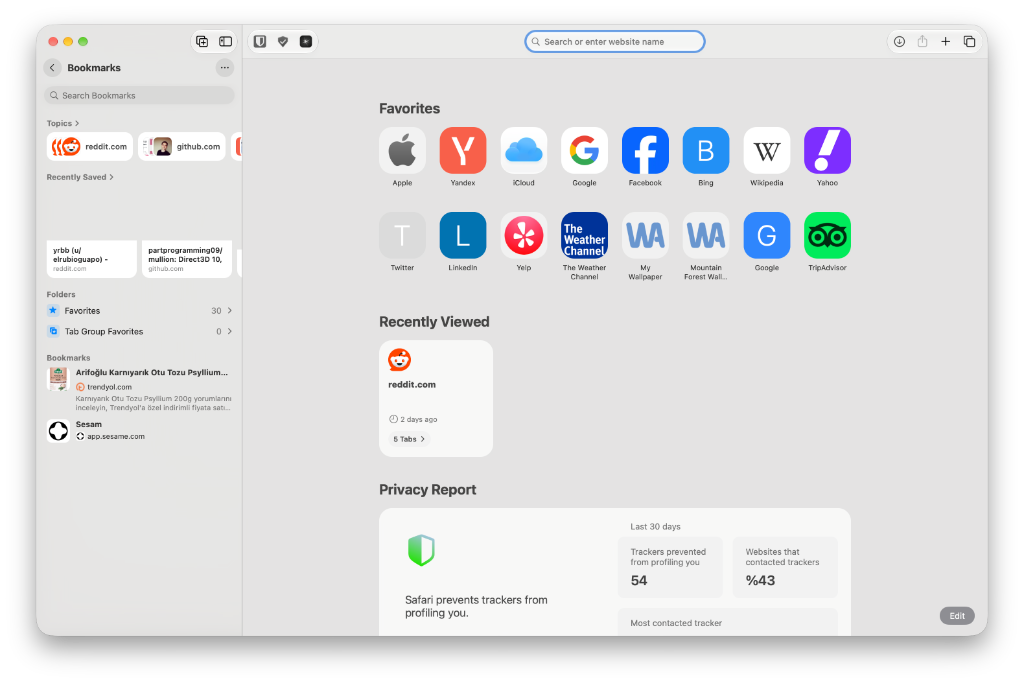 Bookmarks
Search Bookmarks
Topics
reddit.com
github.com
Recently Saved
yrbb (u/
elrubioguapo) -
reddit.com
partprogramming09/
mullion: Direct3D 10,
github.com
Folders
Favorites 30
Tab Group Favorites 0
Bookmarks
Arifoğlu Karnıyarık Otu Tozu Psyllium...
trendyol.com
Karnıyarık Otu Tozu Psyllium 200g yorumlarını
inceleyin, Trendyol'a özel indirimli fiyata satı...
Sesam
app.sesame.com
Search or enter website name
Favorites
Apple
Yandex
iCloud
Google
Facebook
B
Bing
W
Wikipedia
Yahoo
T
Twitter
L
LinkedIn
Yelp
The
Weather
Channel
The Weather
Channel
WA
My
Wallpaper
WA
Mountain
Forest Wall...
G
Google
TripAdvisor
Recently Viewed
reddit.com
2 days ago
5 Tabs
Privacy Report
Safari prevents trackers from
profiling you.
Last 30 days
Trackers prevented
from profiling you
54
Websites that
contacted trackers
%43
Most contacted tracker
Edit